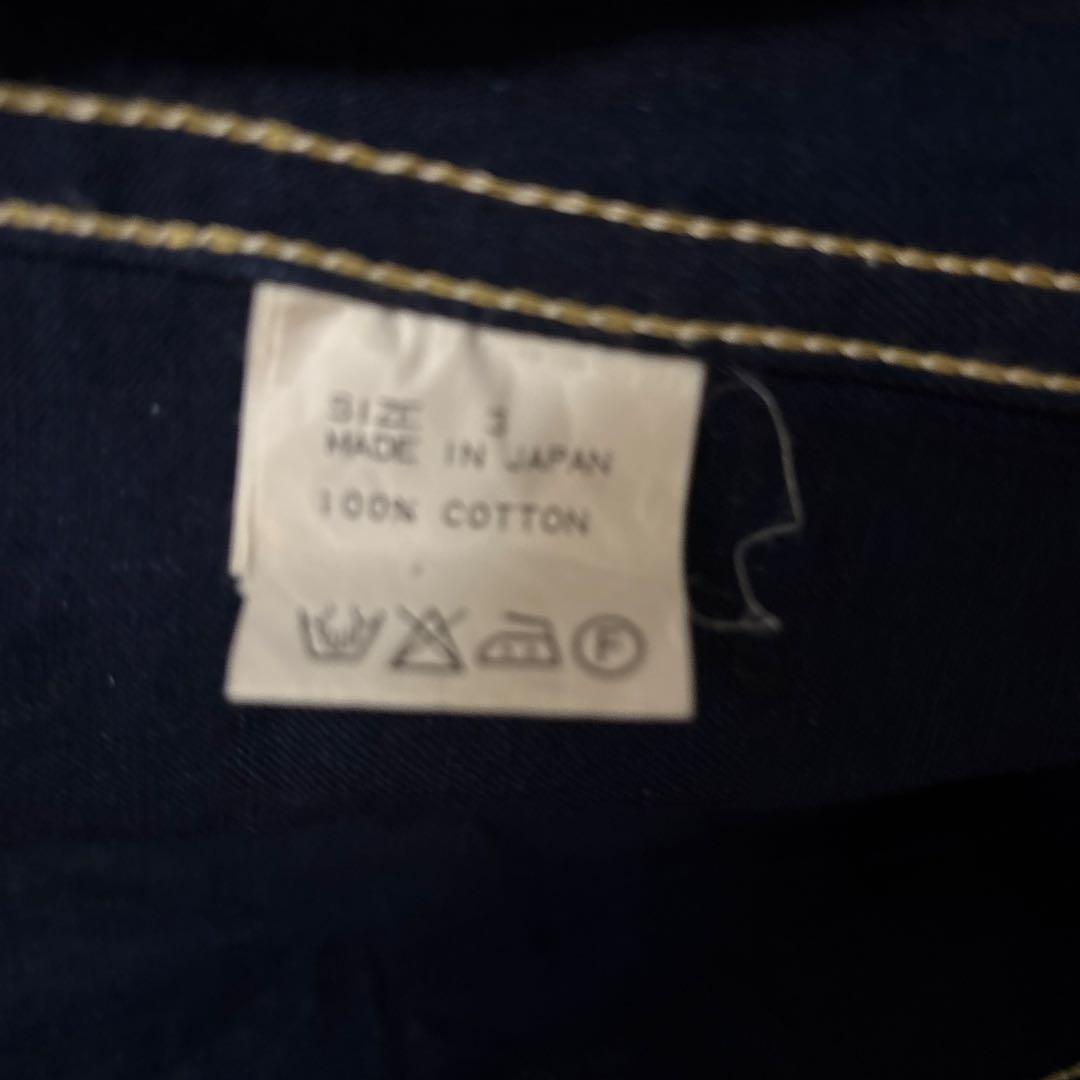 SIZE 3
MADE IN JAPAN
100% COTTON
F